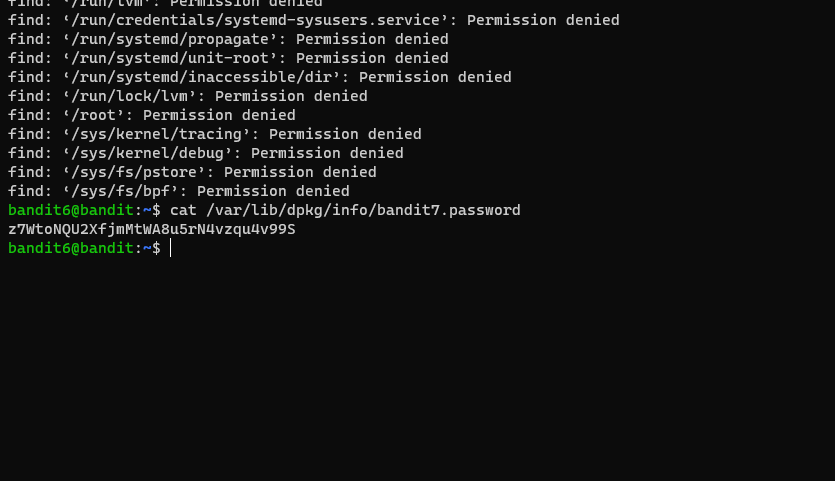 find: ‘/run/lvm’: Permission denied
find: ‘/run/credentials/systemd-sysusers.service’: Permission denied
find: ‘/run/systemd/propagate’: Permission denied
find: ‘/run/systemd/unit-root’: Permission denied
find: ‘/run/systemd/inaccessible/dir’: Permission denied
find: ‘/run/lock/lvm’: Permission denied
find: ‘/root’: Permission denied
find: ‘/sys/kernel/tracing’: Permission denied
find: ‘/sys/kernel/debug’: Permission denied
find: ‘/sys/fs/pstore’: Permission denied
find: ‘/sys/fs/bpf’: Permission denied
bandit6@bandit:~$ cat /var/lib/dpkg/info/bandit7.password
z7WtoNQU2XfjmMtWA8u5rN4vzqu4v99S
bandit6@bandit:~$